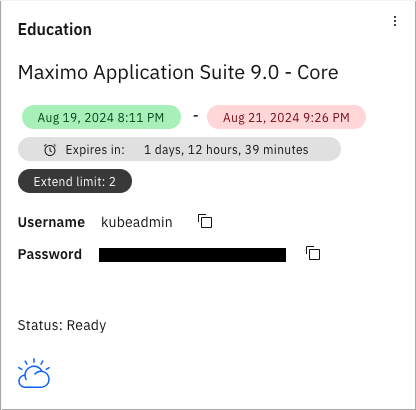 Education
Maximo Application Suite 9.0 - Core
Aug 19, 2024 8:11 PM - Aug 21, 2024 9:26 PM
Expires in: 1 days, 12 hours, 39 minutes
Extend limit: 2
Username kubeadmin
Password
Status: Ready